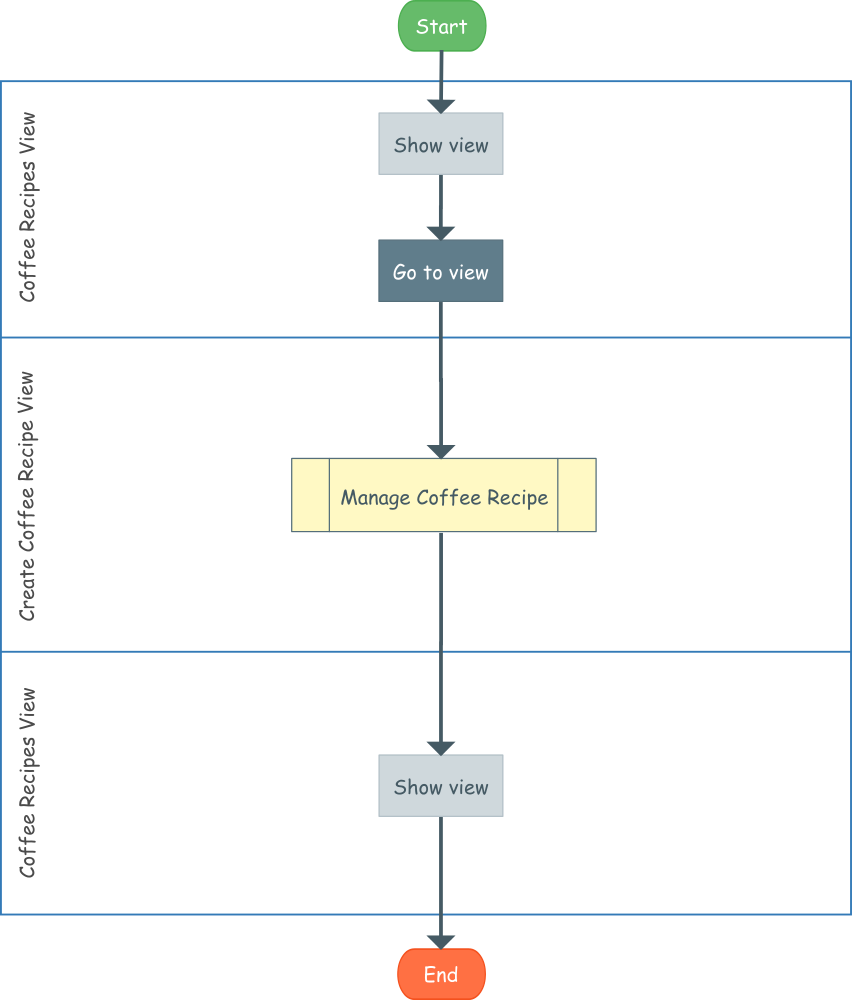 Start
Coffee Recipes View
Show view
Go to view
Create Coffee Recipe View
Manage Coffee Recipe
Coffee Recipes View
Show view
End